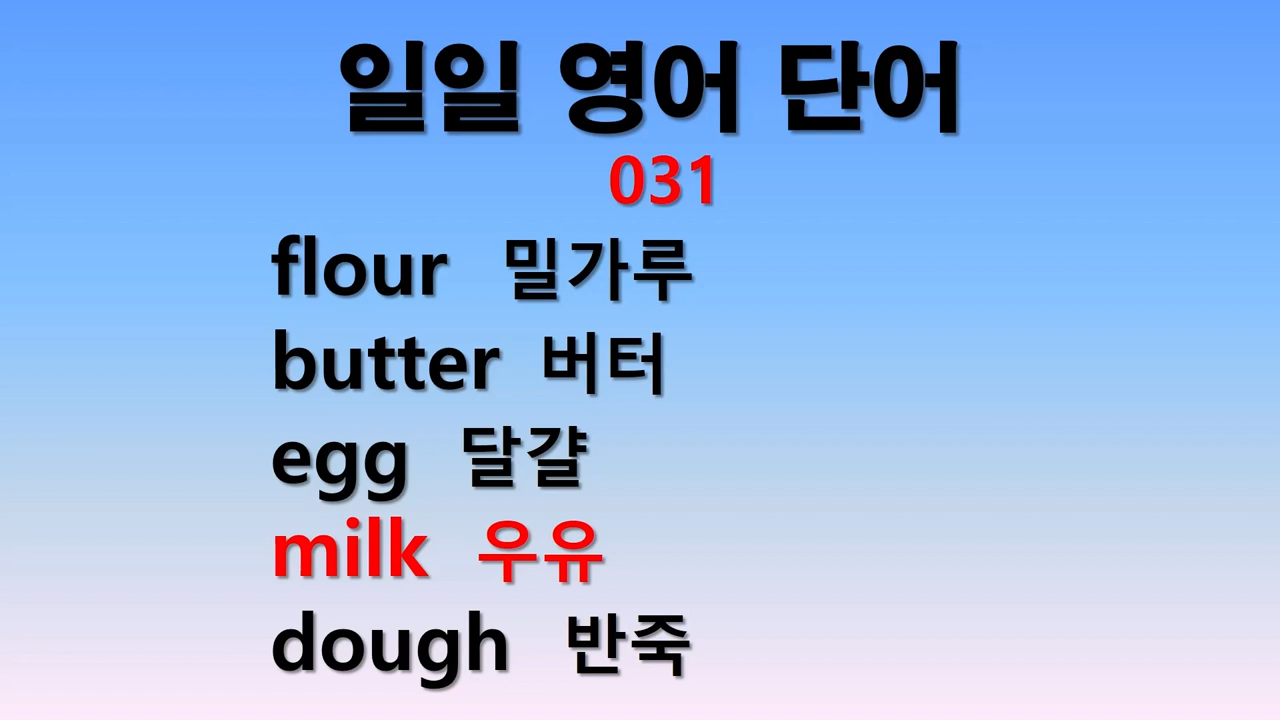 일일 영어 단어
031
flour 밀가루
butter 버터
egg 달걀
milk 우유
dough 반죽